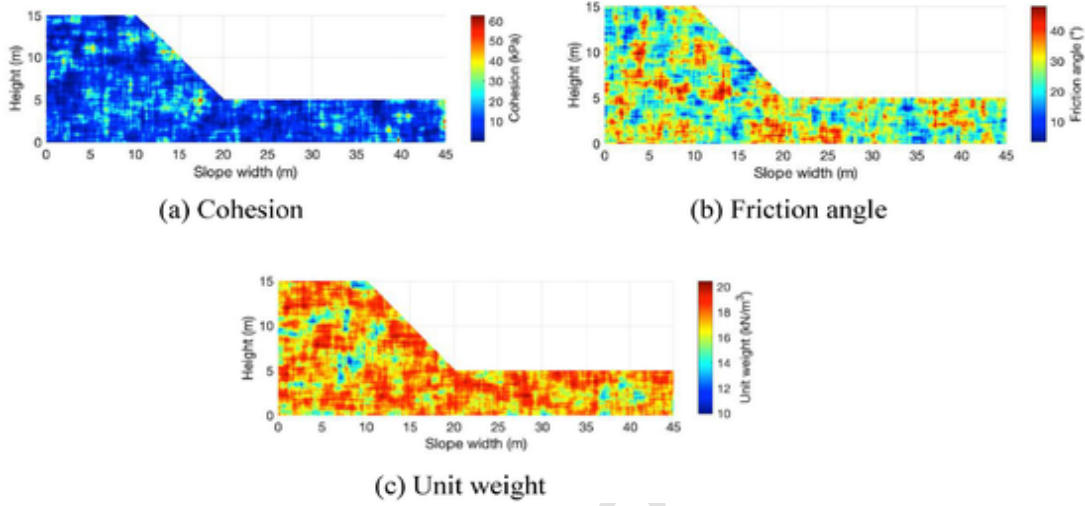 15
10
5
0
Height (m)
0 5 10 15 20 25 30 35 40 45
Slope width (m)
60
50
40
30
20
10
Cohesion (kPa)
(a) Cohesion
15
10
5
0
Height (m)
0 5 10 15 20 25 30 35 40 45
Slope width (m)
40
30
20
10
Friction angle (°)
(b) Friction angle
15
10
5
0
Height (m)
0 5 10 15 20 25 30 35 40 45
Slope width (m)
20
18
16
14
12
10
Unit weight (kN/m³)
(c) Unit weight